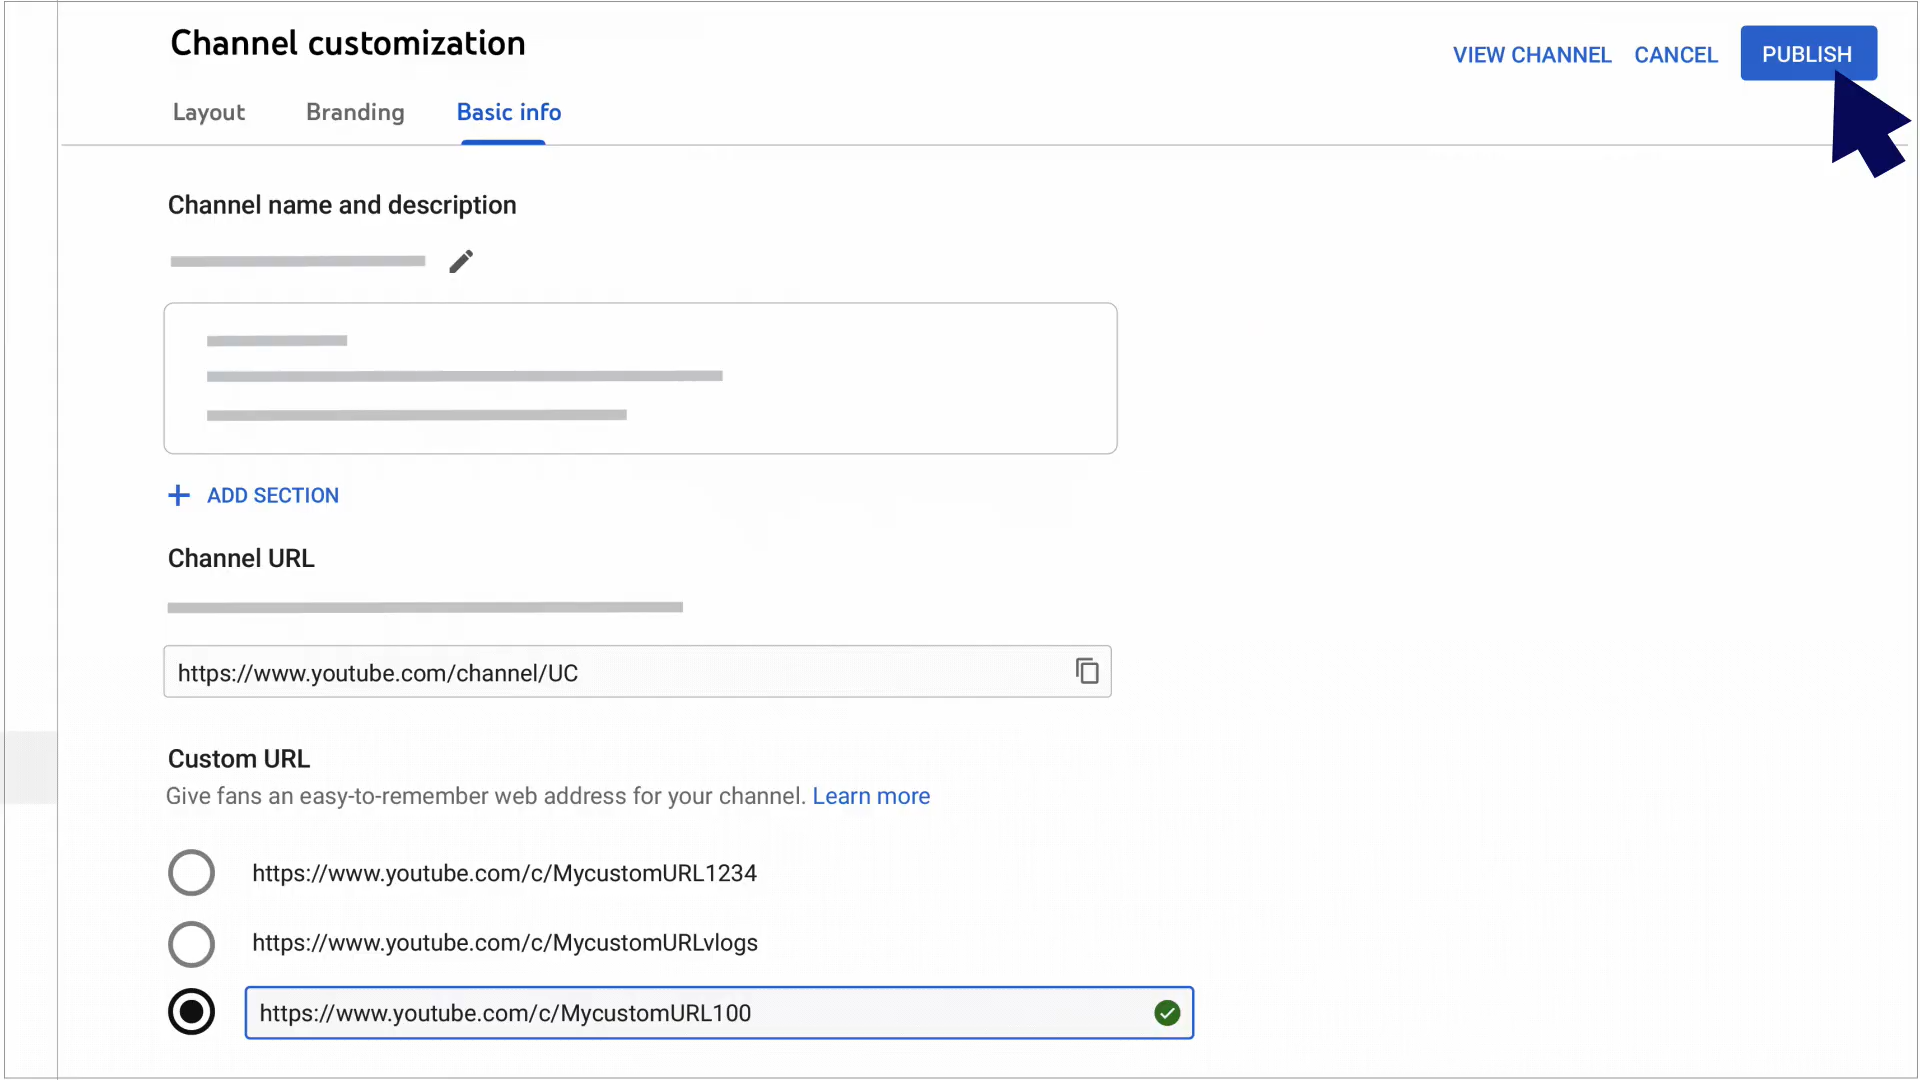 Channel customization
VIEW CHANNEL CANCEL PUBLISH
Layout Branding Basic info
Channel name and description
ADD SECTION
Channel URL
https://www.youtube.com/channel/UC
Custom URL
Give fans an easy-to-remember web address for your channel. Learn more
https://www.youtube.com/c/MycustomURL1234
https://www.youtube.com/c/MycustomURLvlogs
https://www.youtube.com/c/MycustomURL100